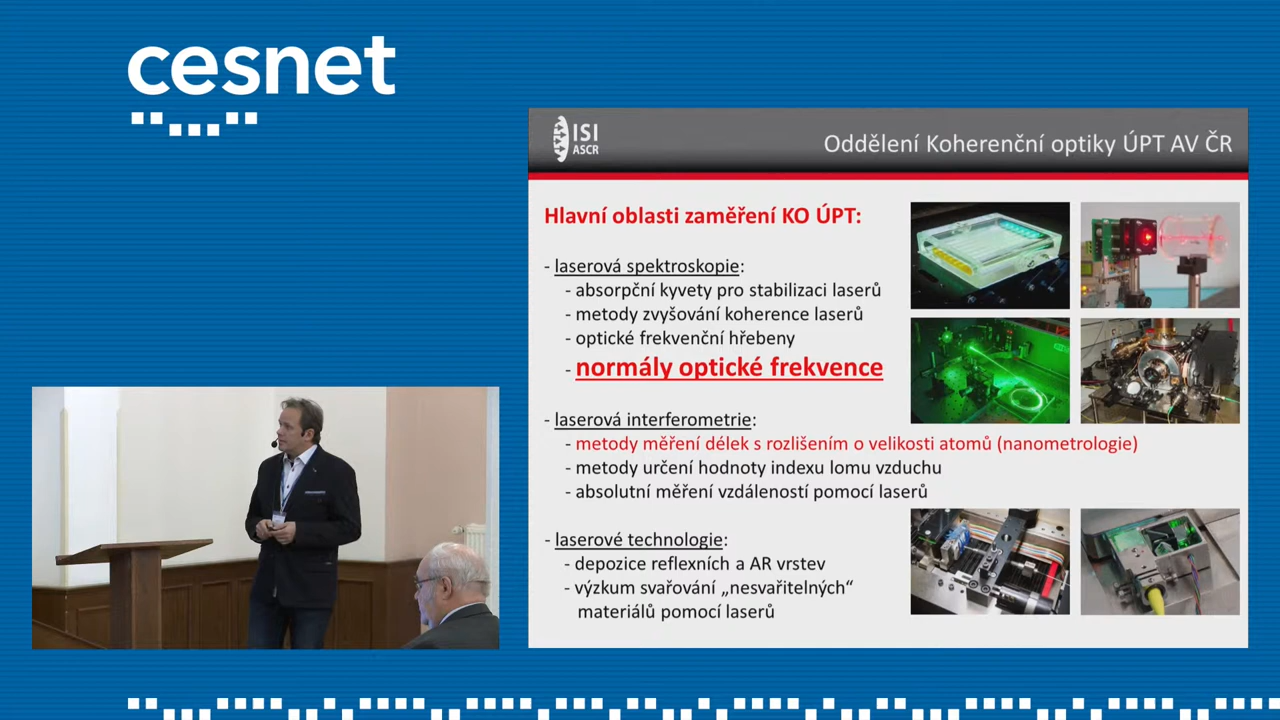 cesnet
ISI
ASCR
Oddělení Koherenční optiky ÚPT AV ČR
Hlavní oblasti zaměření KO ÚPT:
- laserová spektroskopie:
- absorpční kyvety pro stabilizaci laserů
- metody zvyšování koherence laserů
- optické frekvenční hřebeny
- normály optické frekvence
- laserová interferometrie:
- metody měření délek s rozlišením o velikosti atomů (nanometrologie)
- metody určení hodnoty indexu lomu vzduchu
- absolutní měření vzdáleností pomocí laserů
- laserové technologie:
- depozice reflexních a AR vrstev
- výzkum svařování „nesvařitelných“
materiálů pomocí laserů